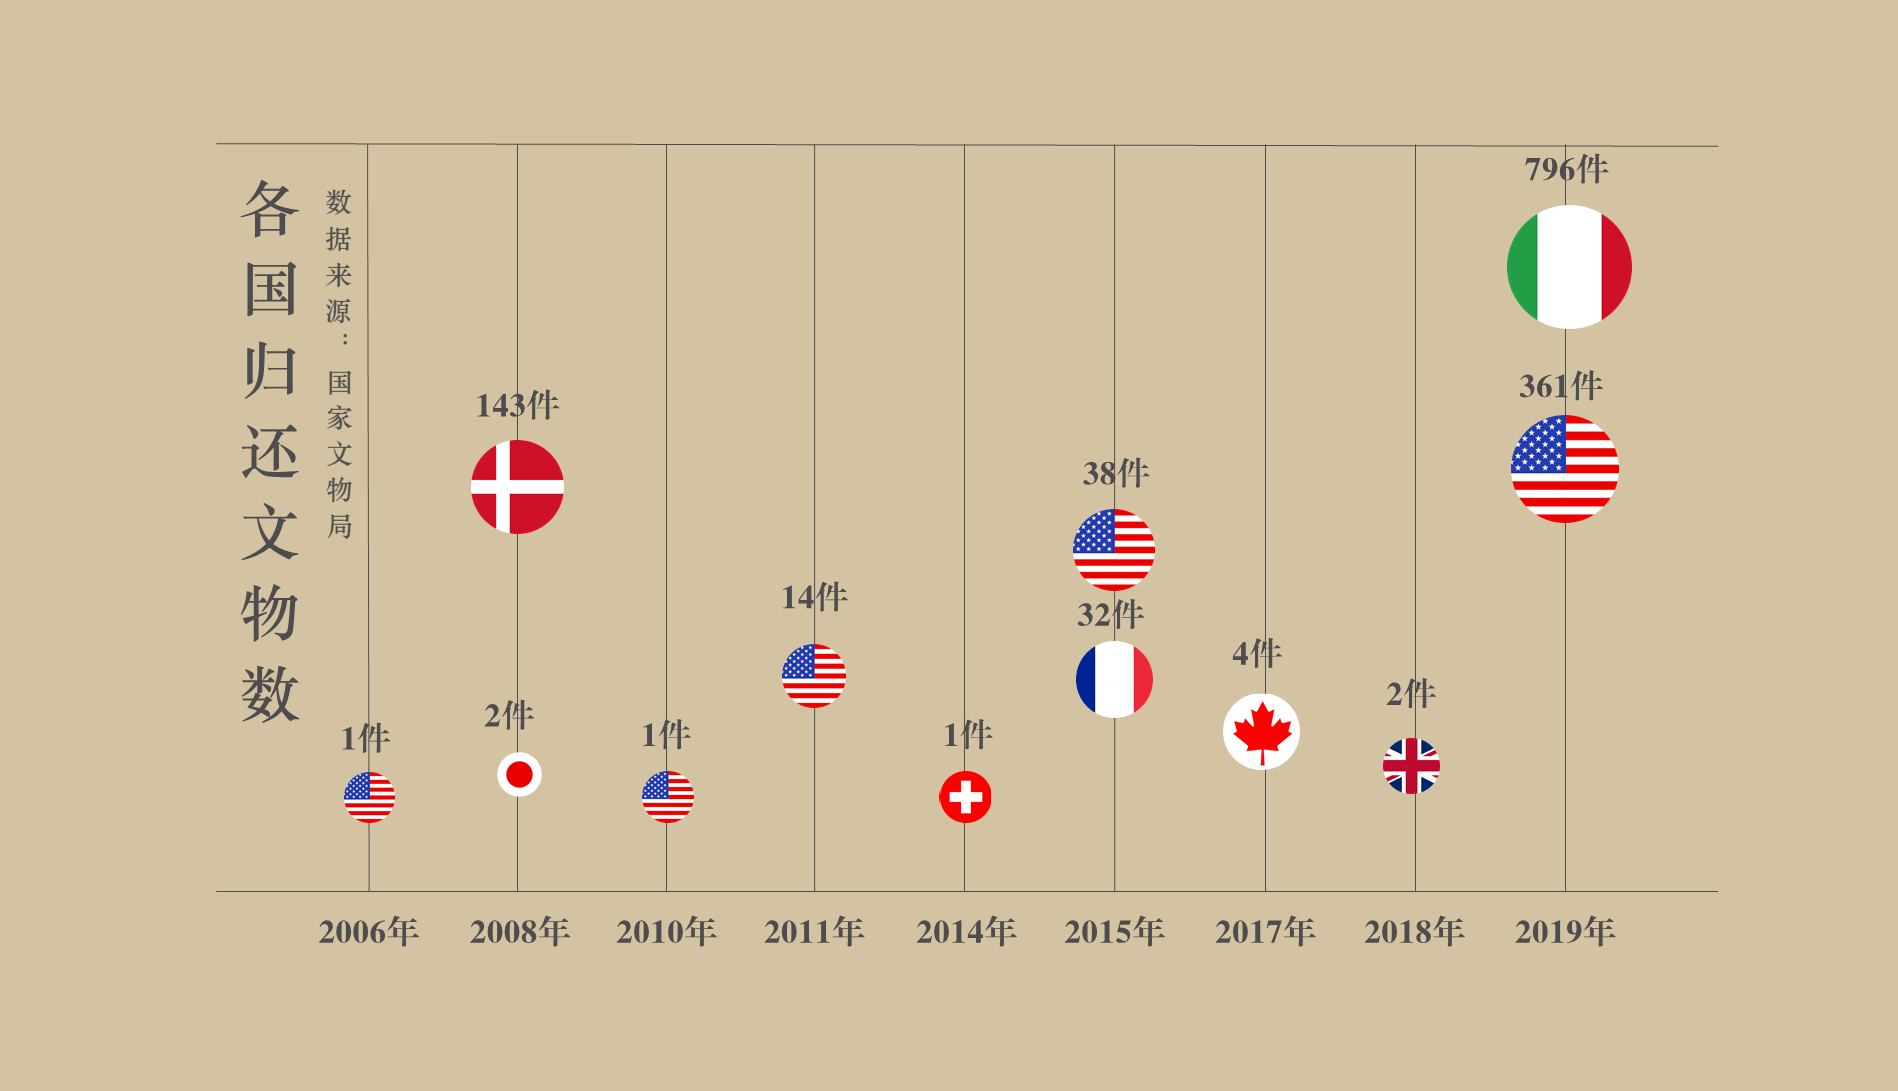 各国归还文物数
数据来源：国家文物局
796件
361件
143件
38件
32件
14件
4件
2件
2件
1件
1件
1件
2006年
2008年
2010年
2011年
2014年
2015年
2017年
2018年
2019年